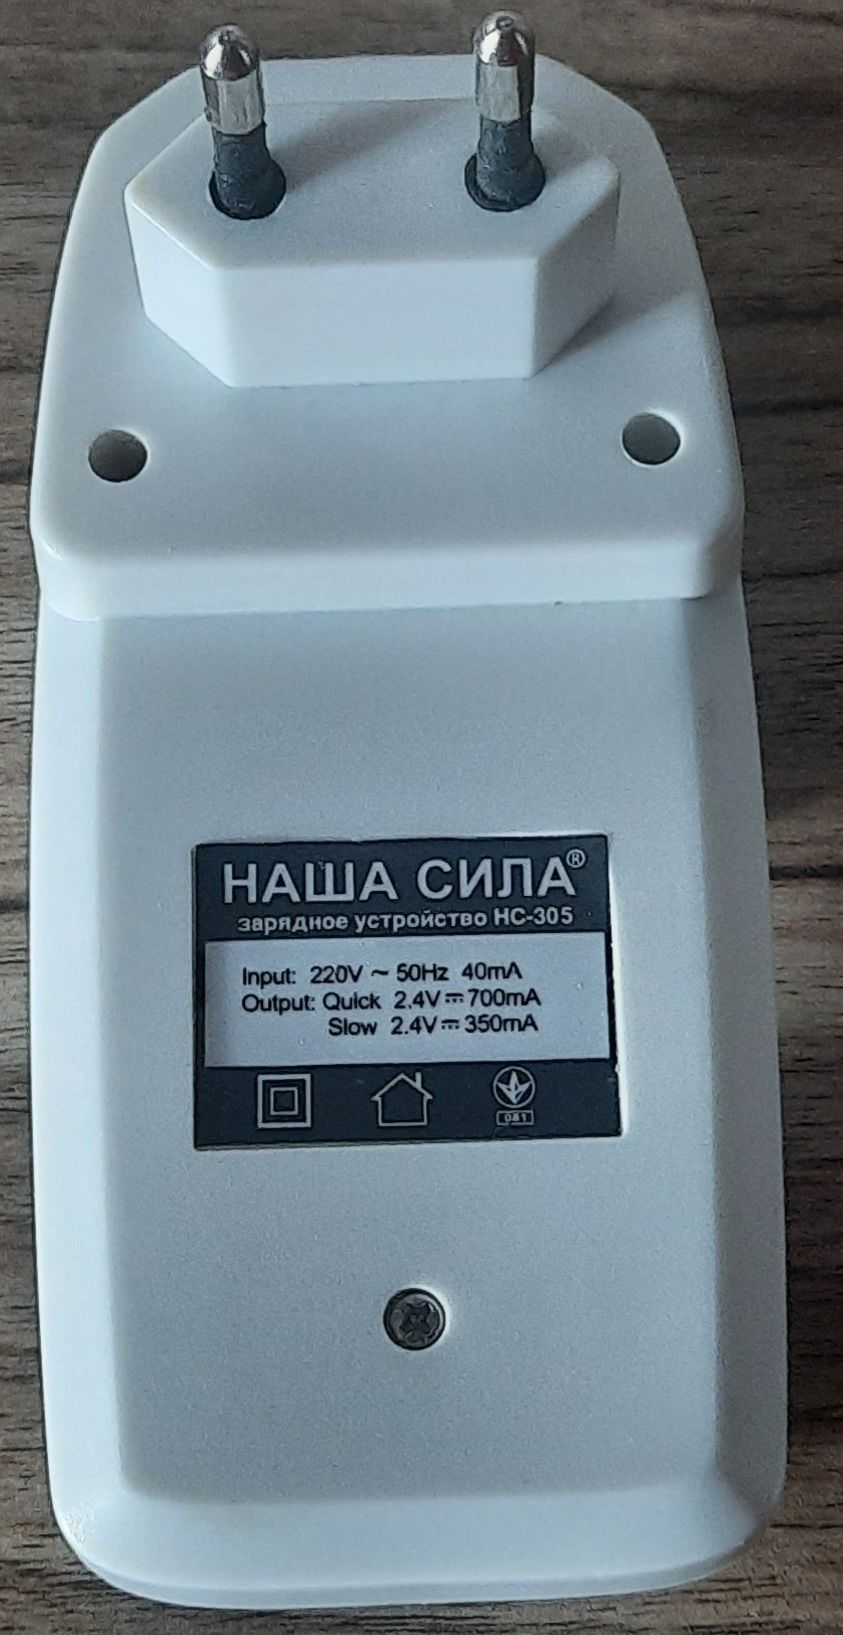 НАША СИЛА®
зарядное устройство НС-305
Input: 220V ~ 50Hz 40mA
Output: Quick 2.4V⎓700mA
Slow 2.4V⎓350mA
081